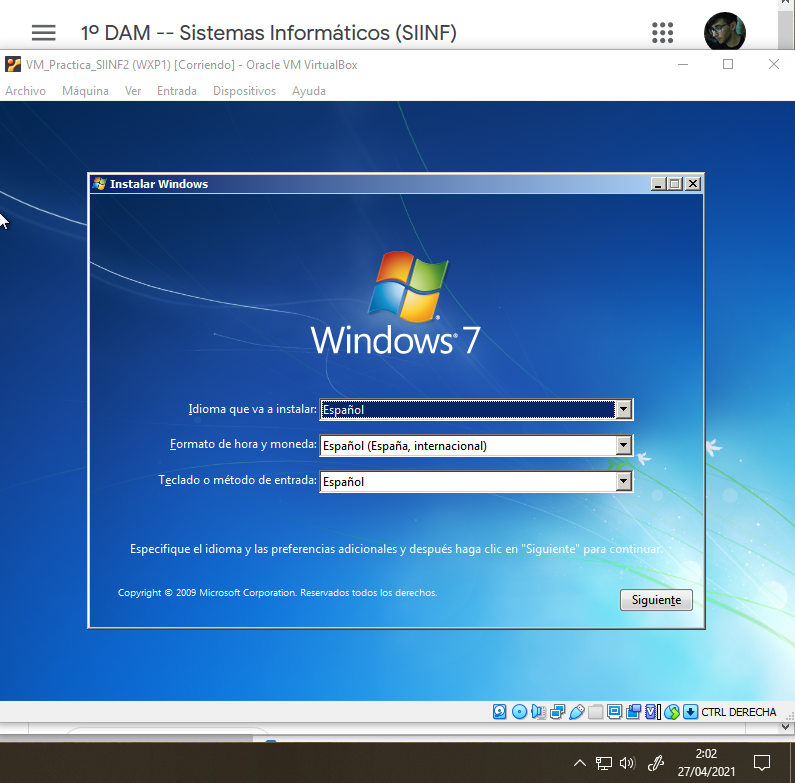 1º DAM -- Sistemas Informáticos (SIINF)
VM_Practica_SIINF2 (WXP1) [Corriendo] - Oracle VM VirtualBox
Archivo Máquina Ver Entrada Dispositivos Ayuda
Instalar Windows
Windows® 7
Idioma que va a instalar: Español
Formato de hora y moneda: Español (España, internacional)
Teclado o método de entrada: Español
Especifique el idioma y las preferencias adicionales y después haga clic en "Siguiente" para continuar.
Copyright © 2009 Microsoft Corporation. Reservados todos los derechos.
Siguiente
CTRL DERECHA
2:02
27/04/2021